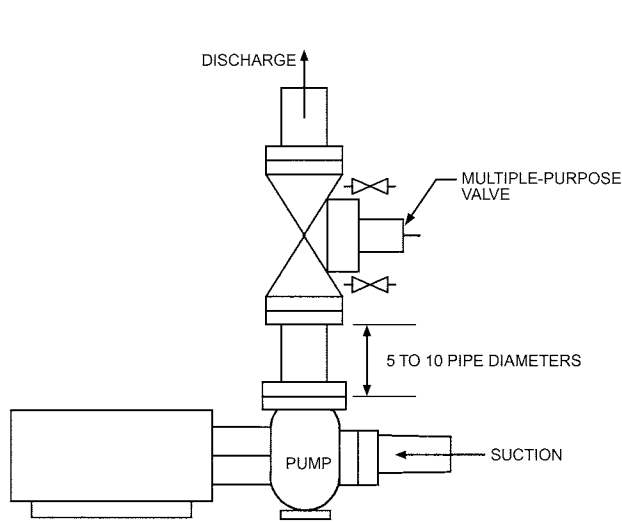 DISCHARGE
MULTIPLE-PURPOSE
VALVE
5 TO 10 PIPE DIAMETERS
PUMP
SUCTION